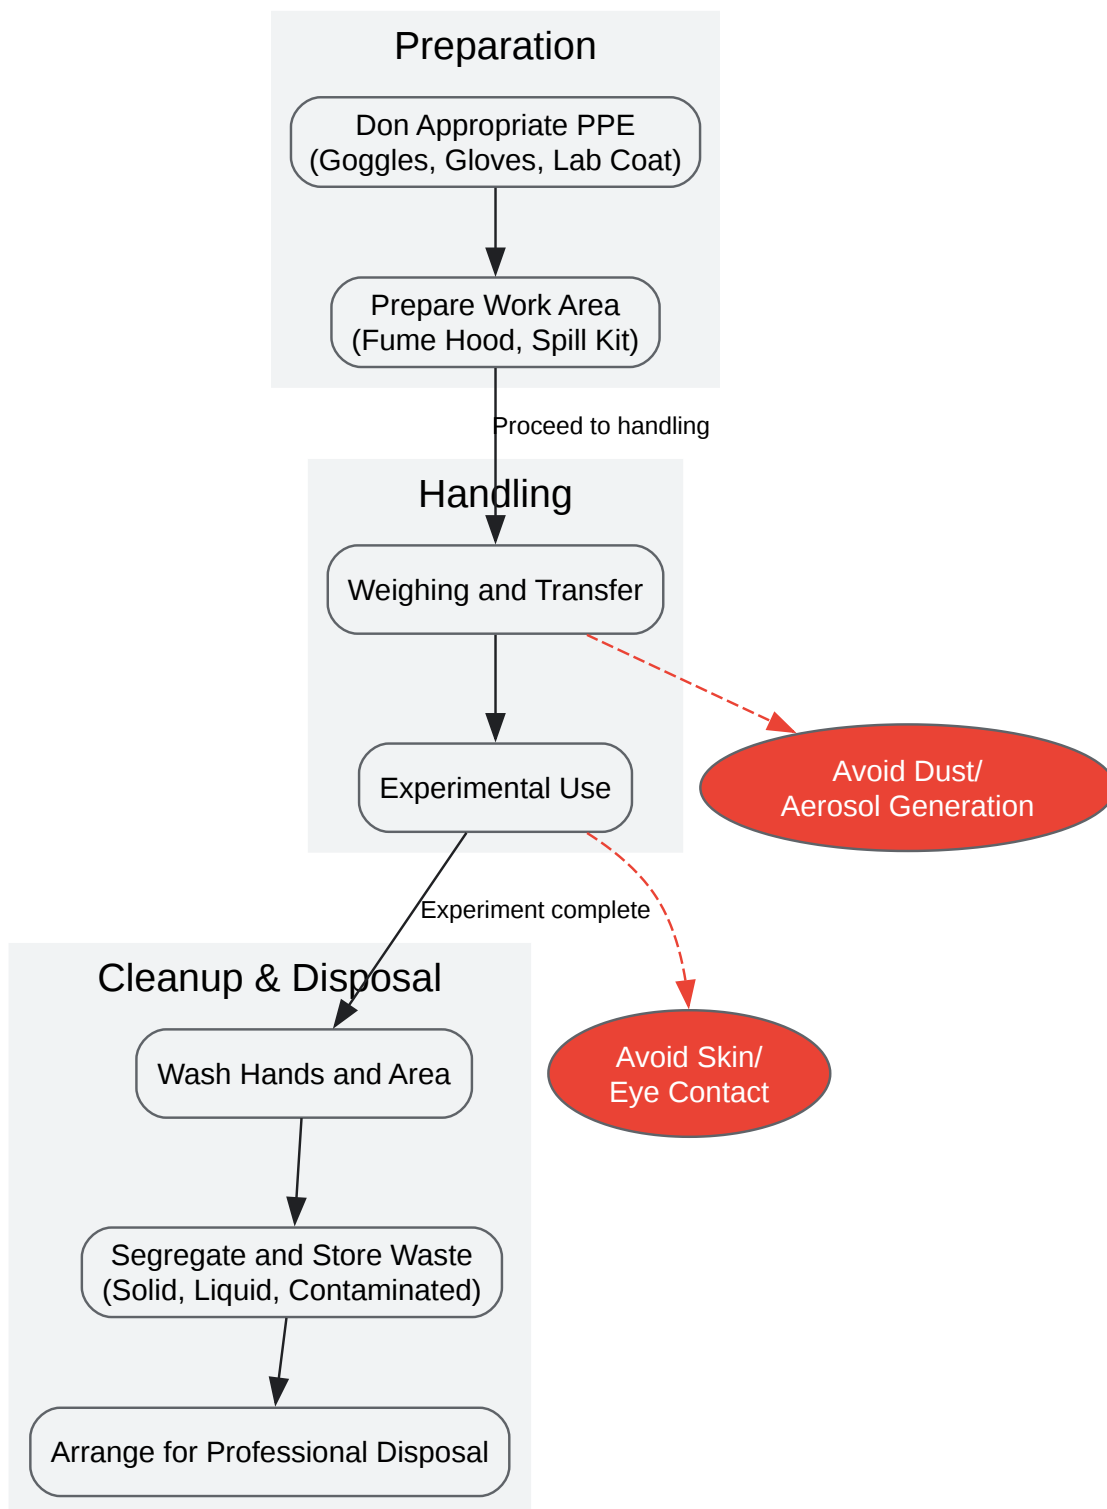 Preparation
Don Appropriate PPE
(Goggles, Gloves, Lab Coat)
Prepare Work Area
(Fume Hood, Spill Kit)
Proceed to handling
Handling
Weighing and Transfer
Experimental Use
Avoid Dust/
Aerosol Generation
Experiment complete
Cleanup & Disposal
Wash Hands and Area
Avoid Skin/
Eye Contact
Segregate and Store Waste
(Solid, Liquid, Contaminated)
Arrange for Professional Disposal